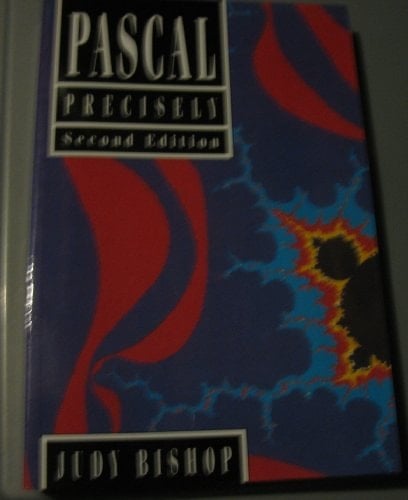 PASCAL
PRECISELY
Second Edition
JUDY BISHOP